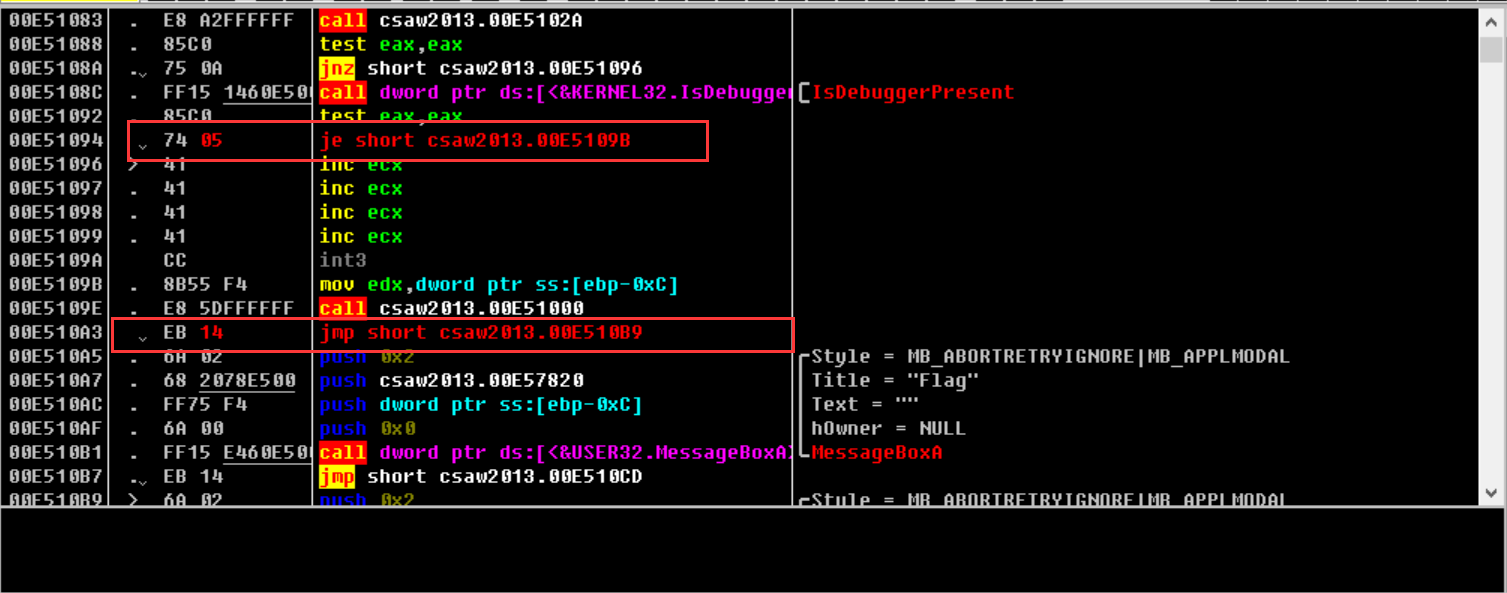 00E51083 . E8 A2FFFFFF call csaw2013.00E5102A
00E51088 . 85C0 test eax,eax
00E5108A . 75 0A jnz short csaw2013.00E51096
00E5108C . FF15 1460E50 call dword ptr ds:[<&KERNEL32.IsDebugger IsDebuggerPresent
00E51092 . 85C0 test eax,eax
00E51094 74 05 je short csaw2013.00E5109B
00E51096 > 41 inc ecx
00E51097 . 41 inc ecx
00E51098 . 41 inc ecx
00E51099 . 41 inc ecx
00E5109A CC int3
00E5109B . 8B55 F4 mov edx,dword ptr ss:[ebp-0xC]
00E5109E . E8 5DFFFFFF call csaw2013.00E51000
00E510A3 EB 14 jmp short csaw2013.00E510B9
00E510A5 . 6A 02 push 0x2 Style = MB_ABORTRETRYIGNORE|MB_APPLMODAL
00E510A7 . 68 2078E500 push csaw2013.00E57820 Title = "Flag"
00E510AC . FF75 F4 push dword ptr ss:[ebp-0xC] Text = ""
00E510AF . 6A 00 push 0x0 hOwner = NULL
00E510B1 . FF15 E460E50 call dword ptr ds:[<&USER32.MessageBoxA> MessageBoxA
00E510B7 . EB 14 jmp short csaw2013.00E510CD
00E510B9 > 6A 02 push 0x2 Style = MB_ABORTRETRYIGNORE|MB_APPLMODAL